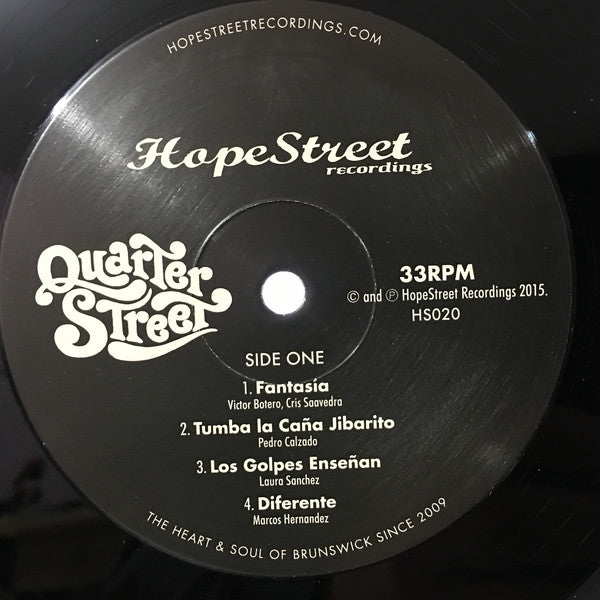 HOPESTREETRECORDINGS.COM
HopeStreet
recordings
Quarter
Street
33RPM
© and ℗ HopeStreet Recordings 2015.
HS020
SIDE ONE
1. Fantasía
Victor Botero, Cris Saavedra
2. Tumba la Caña Jibarito
Pedro Calzado
3. Los Golpes Enseñan
Laura Sanchez
4. Diferente
Marcos Hernandez
THE HEART & SOUL OF BRUNSWICK SINCE 2009